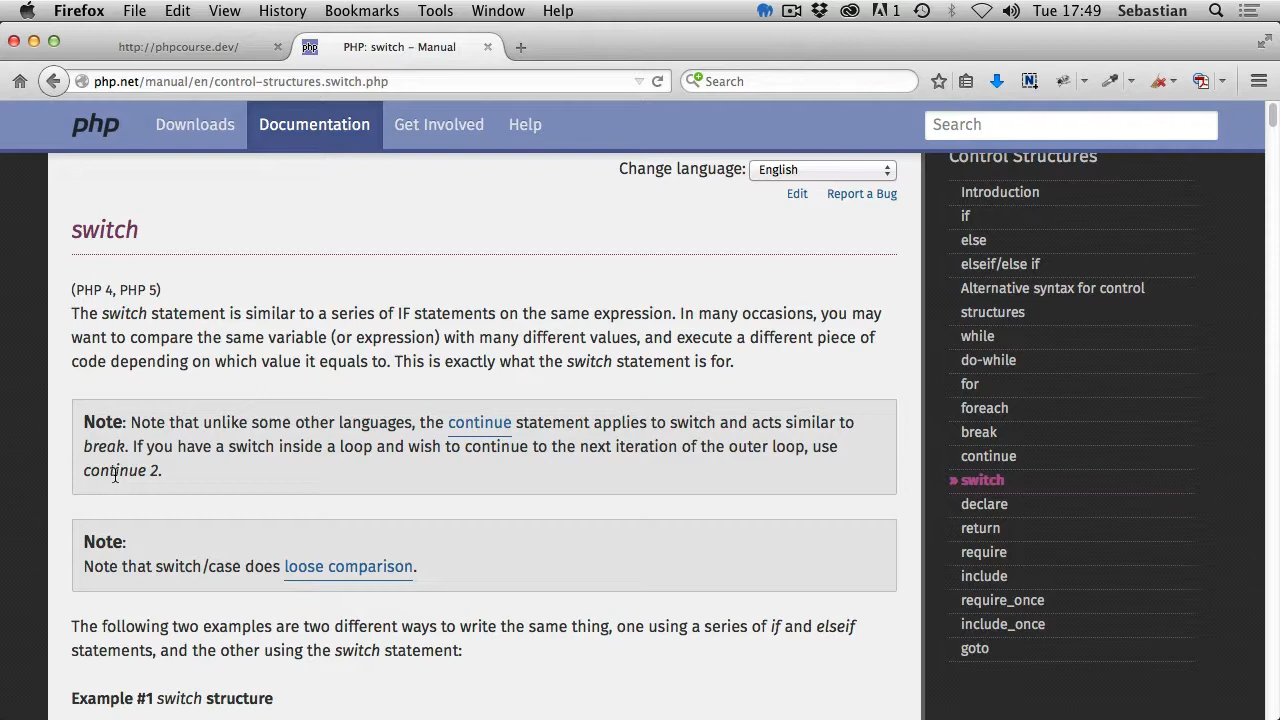 Firefox File Edit View History Bookmarks Tools Window Help 1 Tue 17:49 Sebastian
http://phpcourse.dev/ php PHP: switch – Manual
php.net/manual/en/control-structures.switch.php Search
php Downloads Documentation Get Involved Help Search
Change language: English
Edit Report a Bug
switch
(PHP 4, PHP 5)
The switch statement is similar to a series of IF statements on the same expression. In many occasions, you may
want to compare the same variable (or expression) with many different values, and execute a different piece of
code depending on which value it equals to. This is exactly what the switch statement is for.
Note: Note that unlike some other languages, the continue statement applies to switch and acts similar to
break. If you have a switch inside a loop and wish to continue to the next iteration of the outer loop, use
continue 2.
Note:
Note that switch/case does loose comparison.
The following two examples are two different ways to write the same thing, one using a series of if and elseif
statements, and the other using the switch statement:
Example #1 switch structure
Control Structures
Introduction
if
else
elseif/else if
Alternative syntax for control
structures
while
do-while
for
foreach
break
continue
» switch
declare
return
require
include
require_once
include_once
goto